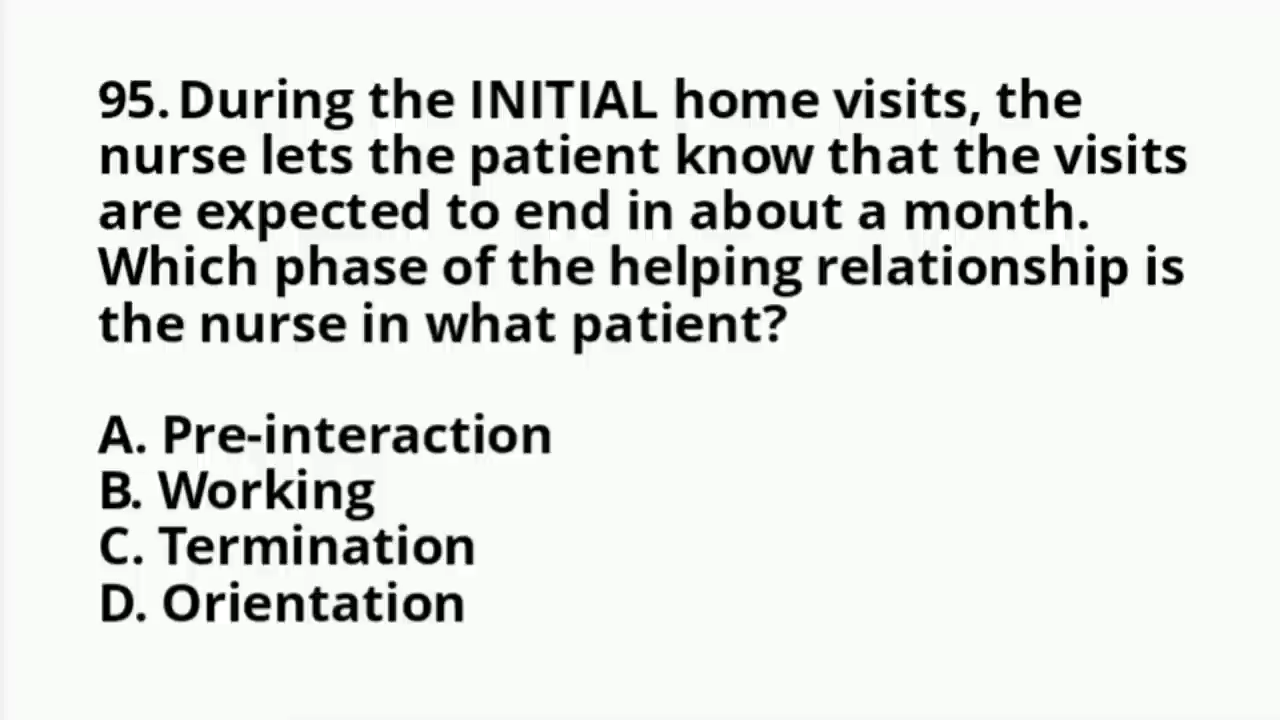 95. During the INITIAL home visits, the
nurse lets the patient know that the visits
are expected to end in about a month.
Which phase of the helping relationship is
the nurse in what patient?
A. Pre-interaction
B. Working
C. Termination
D. Orientation